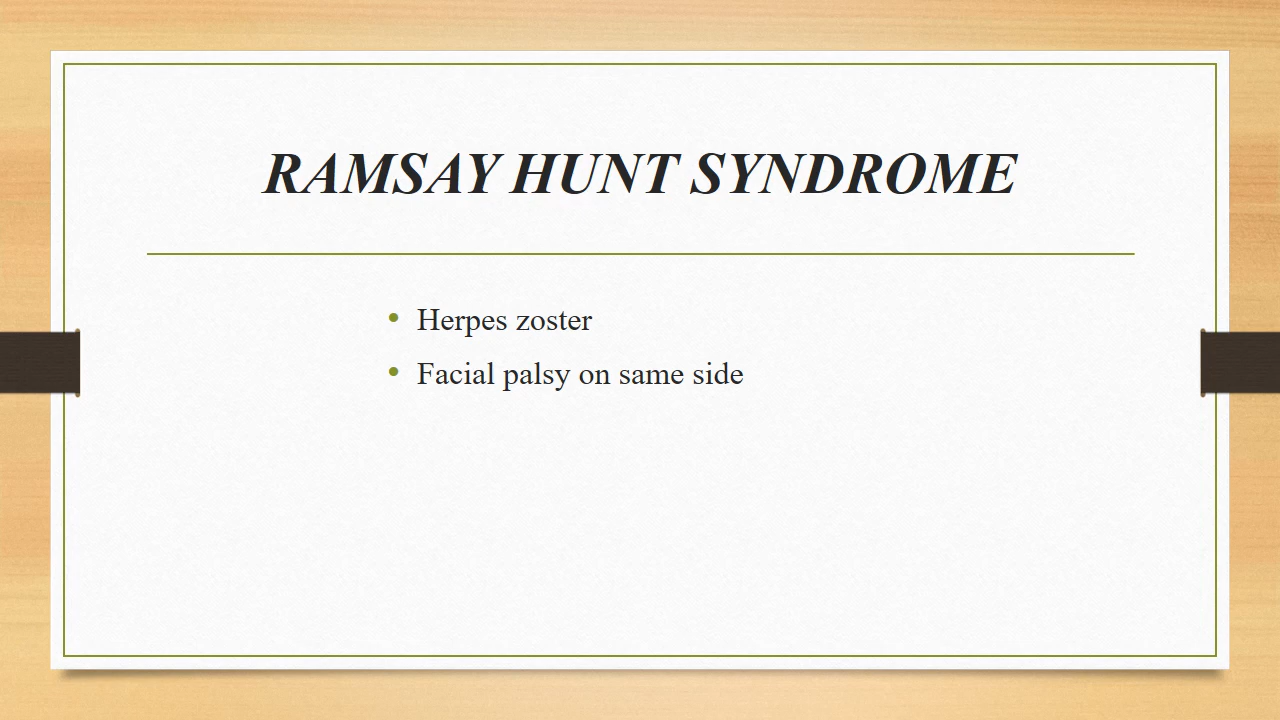 RAMSAY HUNT SYNDROME
• Herpes zoster
• Facial palsy on same side